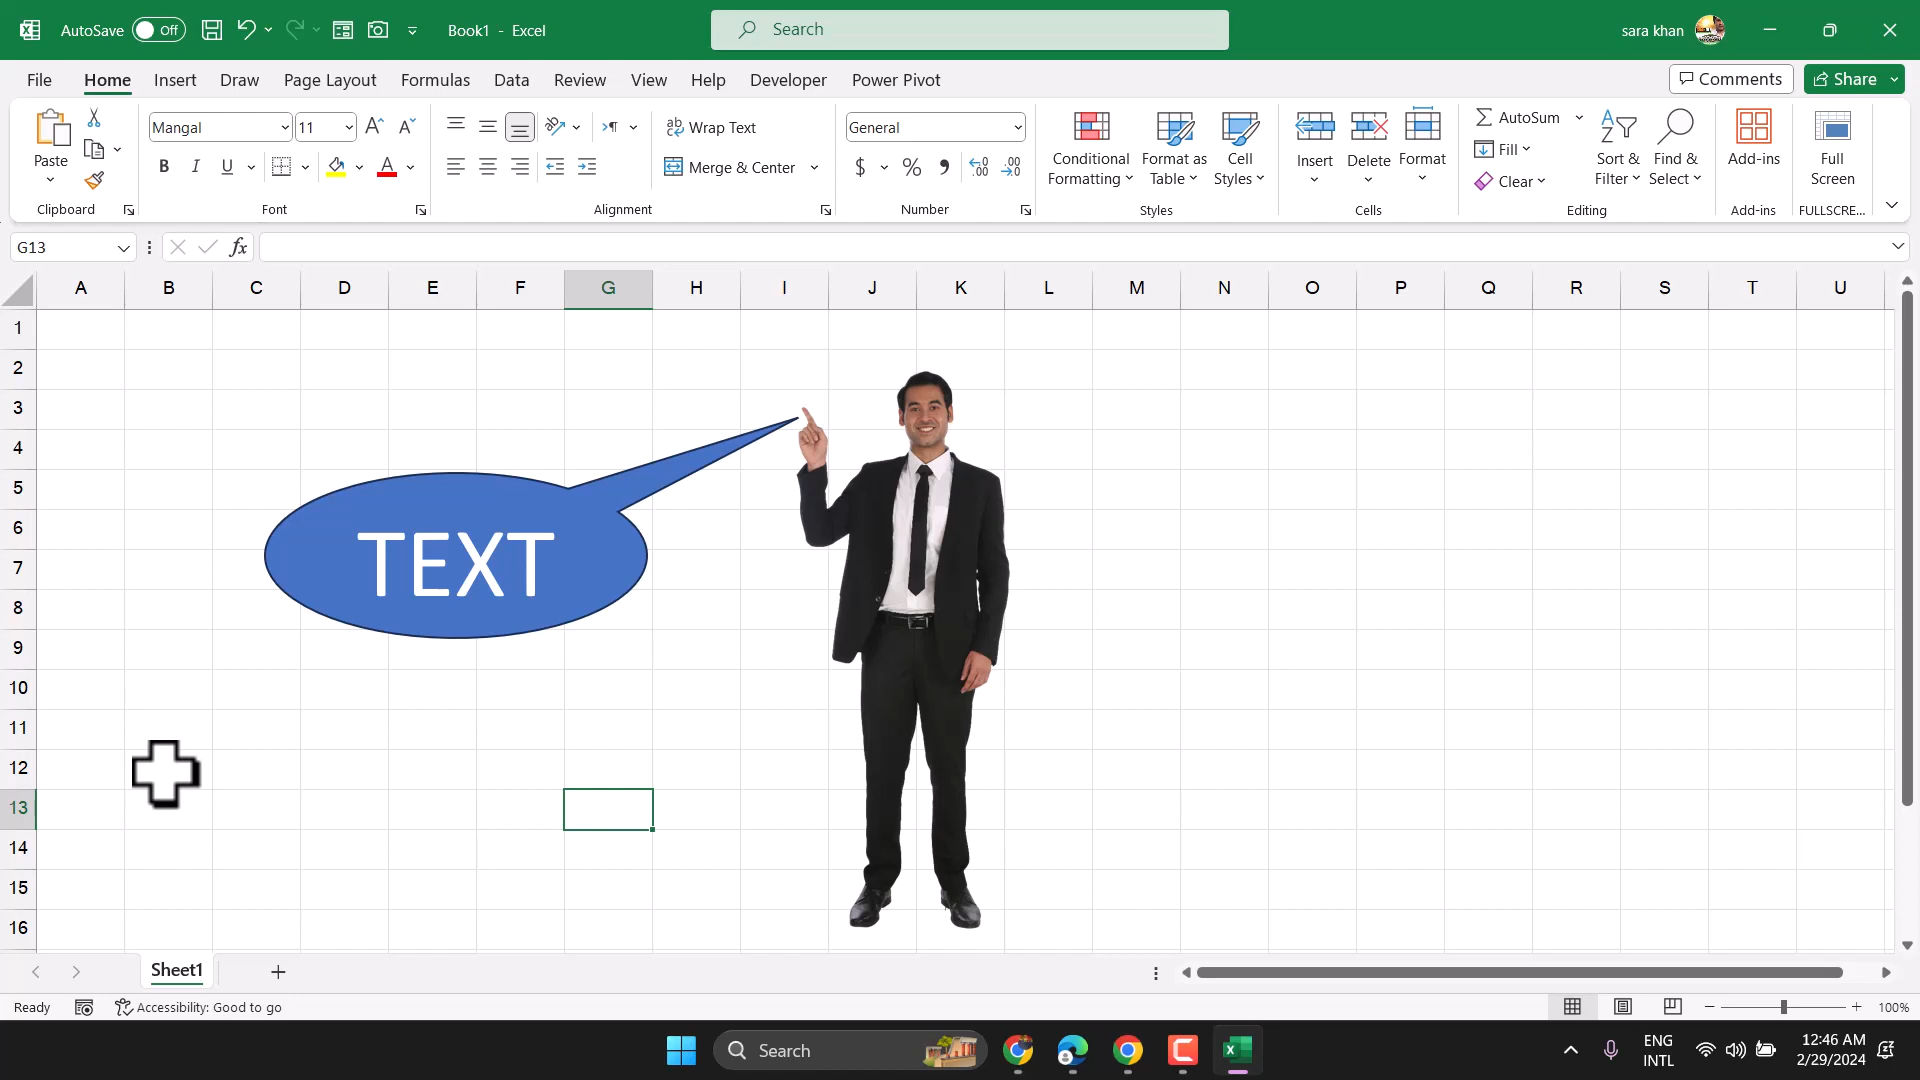 AutoSave Off Book1 - Excel Search sara khan
File Home Insert Draw Page Layout Formulas Data Review View Help Developer Power Pivot Comments Share
Paste Mangal 11 B I U A Wrap Text Merge & Center General $ % Conditional Formatting Format as Table Cell Styles Insert Delete Format AutoSum Fill Clear Sort & Filter Find & Select Add-ins Full Screen
Clipboard Font Alignment Number Styles Cells Editing Add-ins FULLSCRE...
G13 fx
A B C D E F G H I J K L M N O P Q R S T U
1
2
3
4
5
6
TEXT
7
8
9
10
11
12
13
14
15
16
Sheet1
Ready Accessibility: Good to go 100%
Search ENG INTL 12:46 AM 2/29/2024